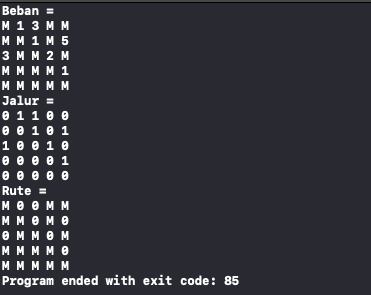 Beban =
M 1 3 M M
M M 1 M 5
3 M M 2 M
M M M M 1
M M M M M
Jalur =
0 1 1 0 0
0 0 1 0 1
1 0 0 1 0
0 0 0 0 1
0 0 0 0 0
Rute =
M 0 0 M M
M M 0 M 0
0 M M 0 M
M M M M 0
M M M M M
Program ended with exit code: 85